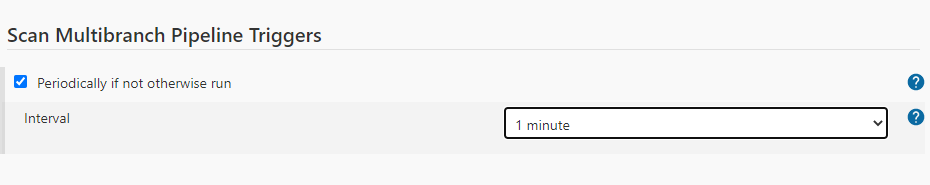 Scan Multibranch Pipeline Triggers
Periodically if not otherwise run
?
Interval
1 minute
?